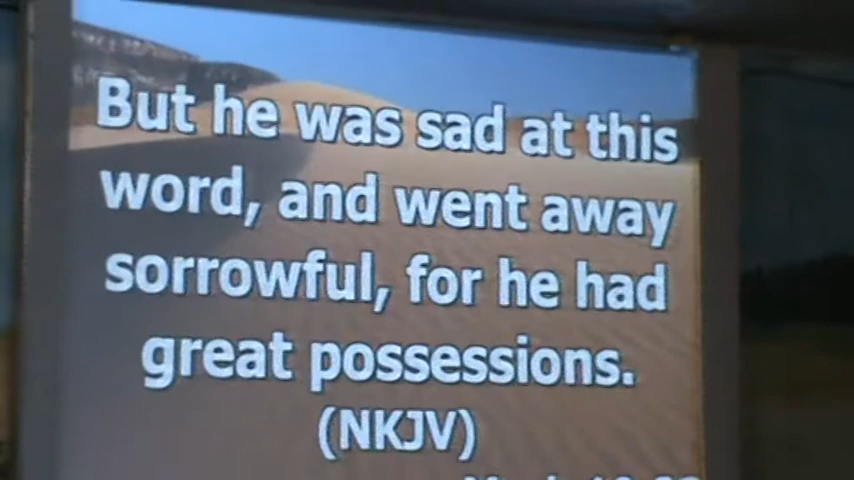 But he was sad at this
word, and went away
sorrowful, for he had
great possessions.
(NKJV)